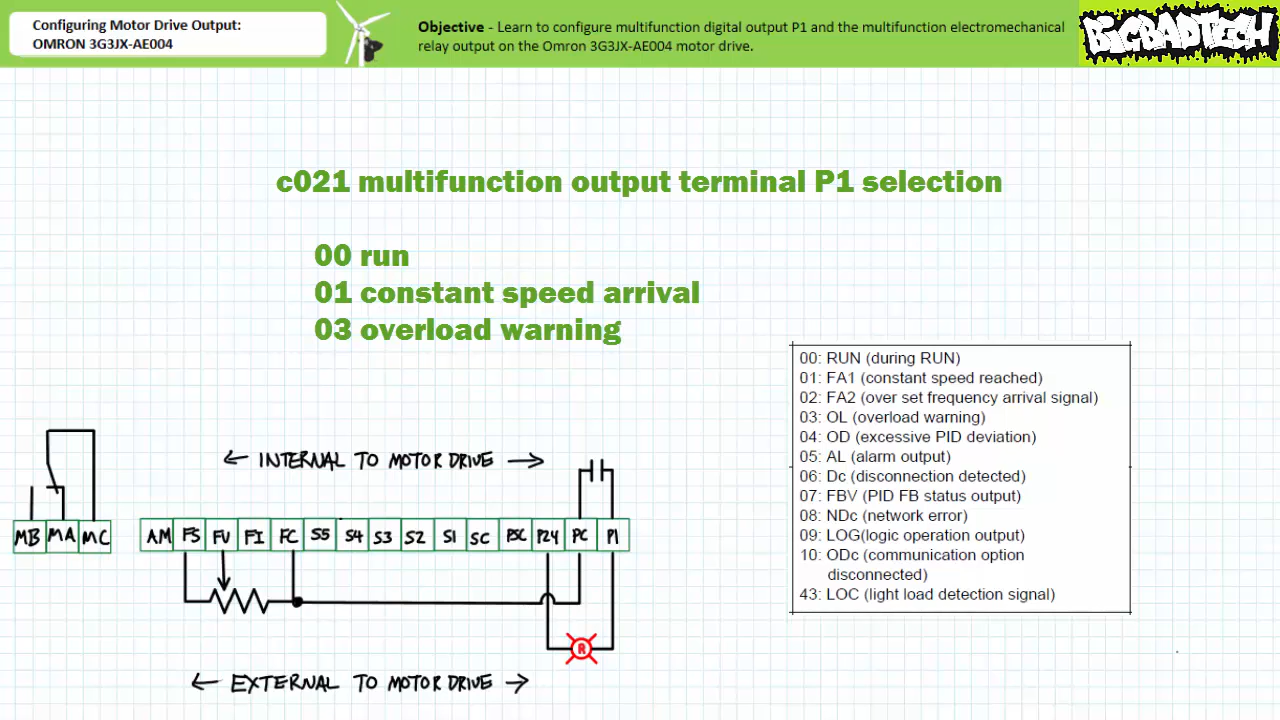 Configuring Motor Drive Output:
OMRON 3G3JX-AE004
Objective - Learn to configure multifunction digital output P1 and the multifunction electromechanical
relay output on the Omron 3G3JX-AE004 motor drive.
BIGBADTECH
c021 multifunction output terminal P1 selection
00 run
01 constant speed arrival
03 overload warning
00: RUN (during RUN)
01: FA1 (constant speed reached)
02: FA2 (over set frequency arrival signal)
03: OL (overload warning)
04: OD (excessive PID deviation)
05: AL (alarm output)
06: Dc (disconnection detected)
07: FBV (PID FB status output)
08: NDc (network error)
09: LOG(logic operation output)
10: ODc (communication option
disconnected)
43: LOC (light load detection signal)
← INTERNAL TO MOTOR DRIVE →
MB MA MC AM FS FV FI FC S5 S4 S3 S2 S1 SC PSC P24 PC P1
R
← EXTERNAL TO MOTOR DRIVE →